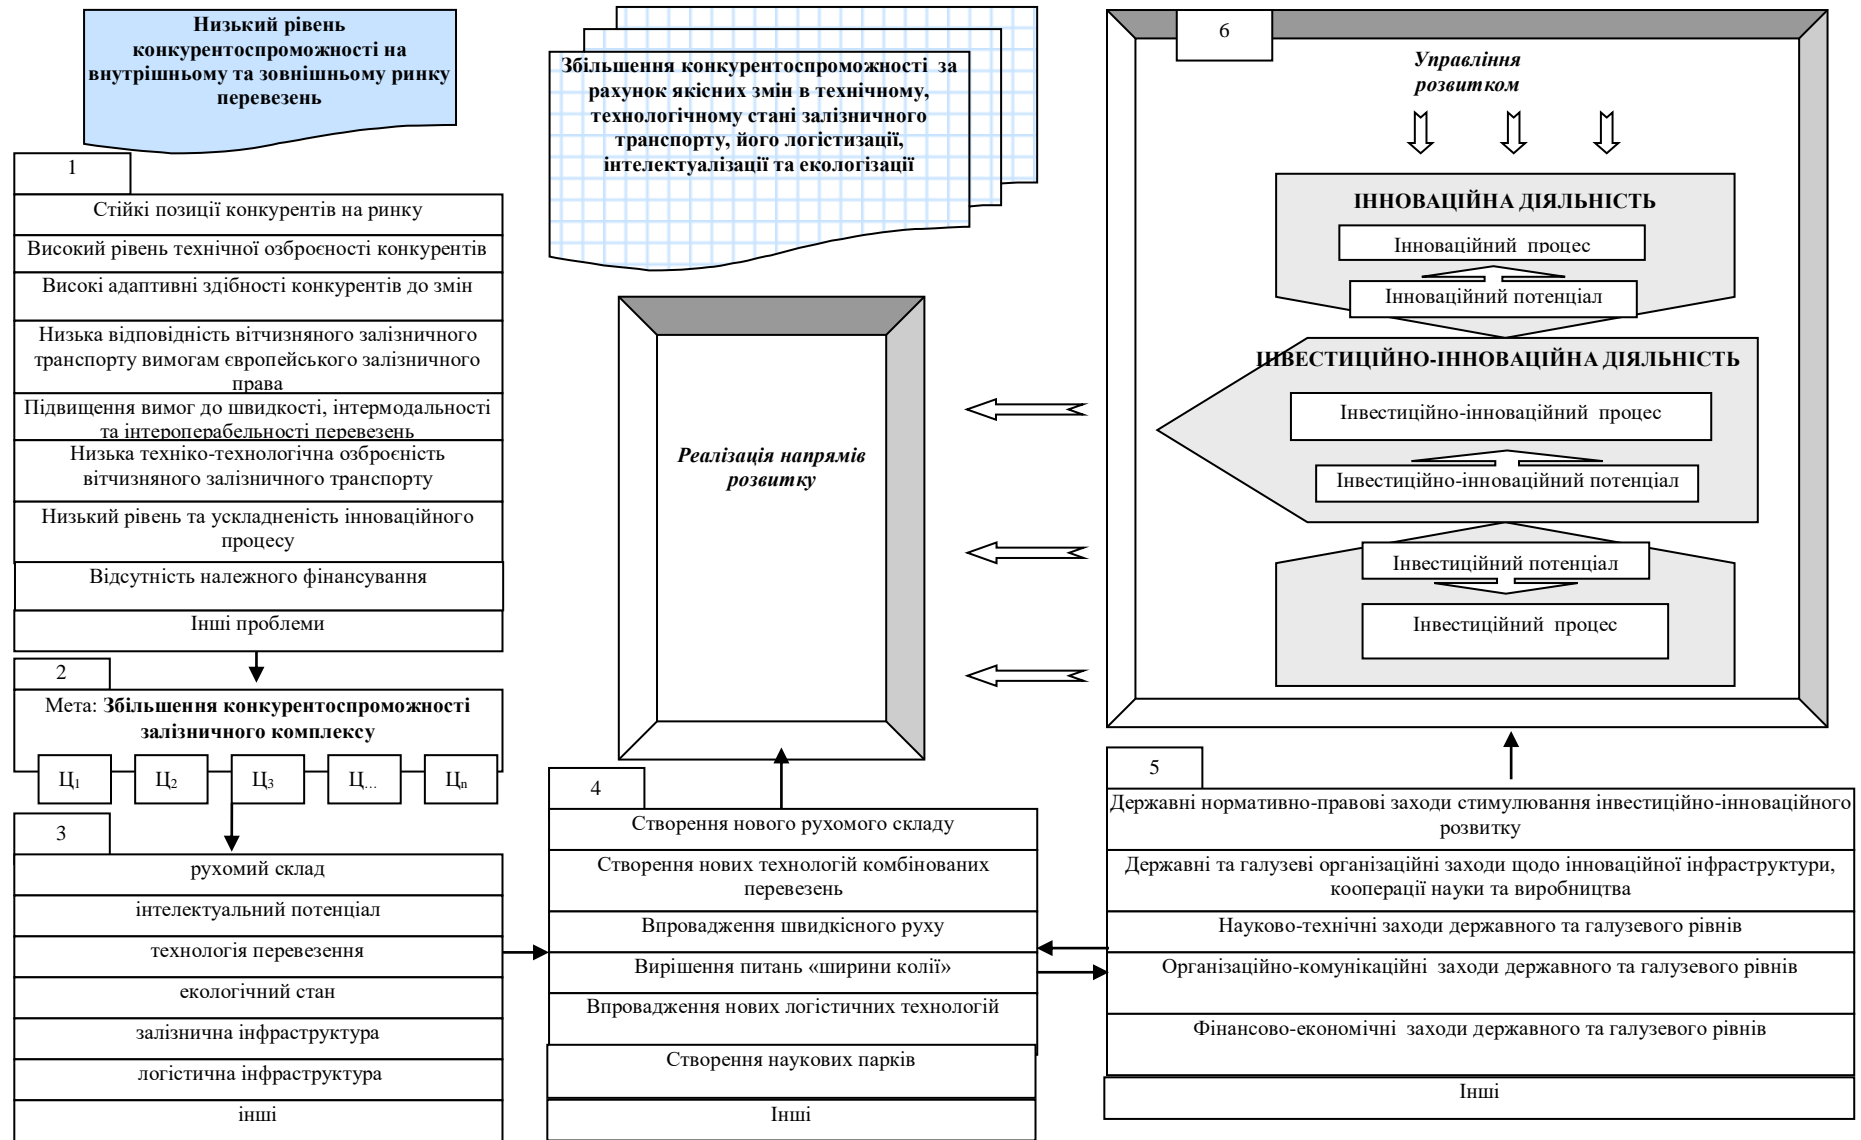 Низький рівень
конкурентоспроможності на
внутрішньому та зовнішньому ринку
перевезень
1
Стійкі позиції конкурентів на ринку
Високий рівень технічної озброєності конкурентів
Високі адаптивні здібності конкурентів до змін
Низька відповідність вітчизняного залізничного
транспорту вимогам європейського залізничного
права
Підвищення вимог до швидкості, інтермодальності
та інтероперабельності перевезень
Низька техніко-технологічна озброєність
вітчизняного залізничного транспорту
Низький рівень та ускладненість інноваційного
процесу
Відсутність належного фінансування
Інші проблеми
2
Мета: Збільшення конкурентоспроможності
залізничного комплексу
Ц1 Ц2 Ц3 Ц... Цn
3
рухомий склад
інтелектуальний потенціал
технологія перевезення
екологічний стан
залізнична інфраструктура
логістична інфраструктура
інші
Збільшення конкурентоспроможності за
рахунок якісних змін в технічному,
технологічному стані залізничного
транспорту, його логістизації,
інтелектуалізації та екологізації
Реалізація напрямів
розвитку
4
Створення нового рухомого складу
Створення нових технологій комбінованих
перевезень
Впровадження швидкісного руху
Вирішення питань «ширини колії»
Впровадження нових логістичних технологій
Створення наукових парків
Інші
6
Управління
розвитком
ІННОВАЦІЙНА ДІЯЛЬНІСТЬ
Інноваційний процес
Інноваційний потенціал
ІНВЕСТИЦІЙНО-ІННОВАЦІЙНА ДІЯЛЬНІСТЬ
Інвестиційно-інноваційний процес
Інвестиційно-інноваційний потенціал
Інвестиційний потенціал
Інвестиційний процес
5
Державні нормативно-правові заходи стимулювання інвестиційно-інноваційного
розвитку
Державні та галузеві організаційні заходи щодо інноваційної інфраструктури,
кооперації науки та виробництва
Науково-технічні заходи державного та галузевого рівнів
Організаційно-комунікаційні заходи державного та галузевого рівнів
Фінансово-економічні заходи державного та галузевого рівнів
Інші